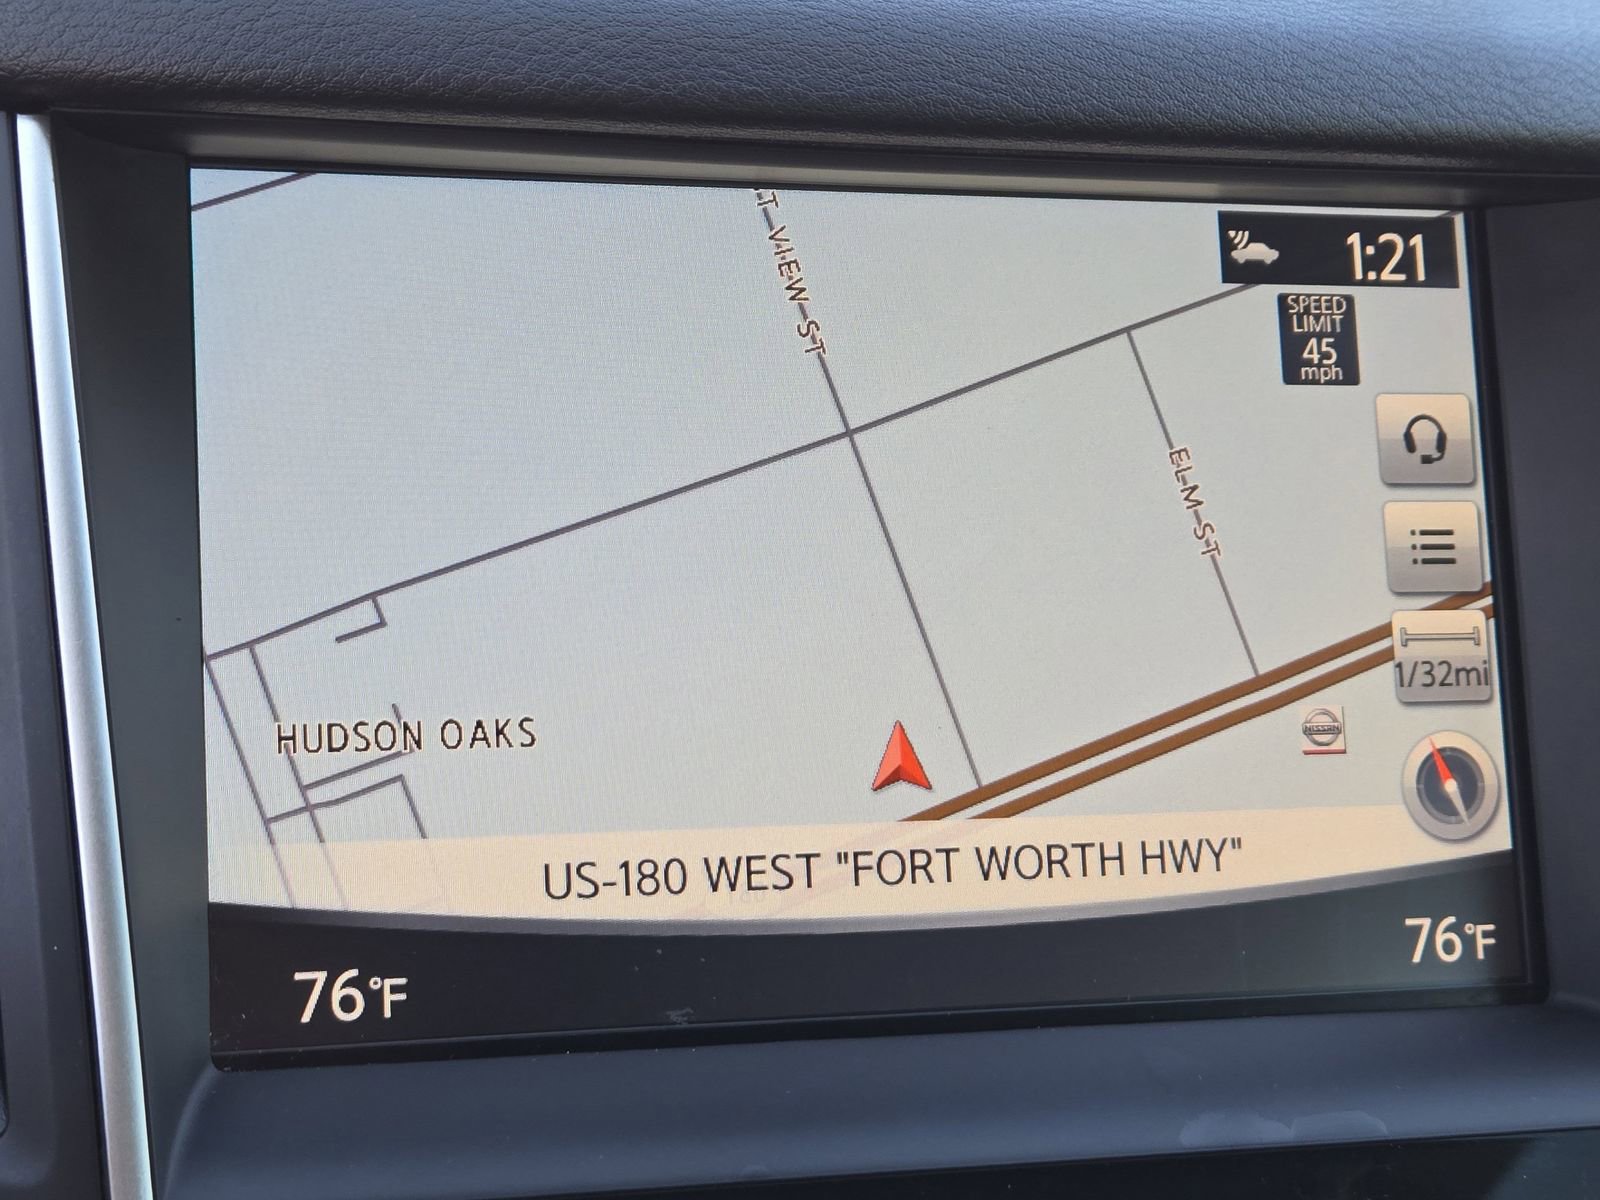 VIEW ST
1:21
SPEED
LIMIT
45
mph
ELM ST
1/32mi
HUDSON OAKS
NISSAN
US-180 WEST "FORT WORTH HWY"
76°F
76°F